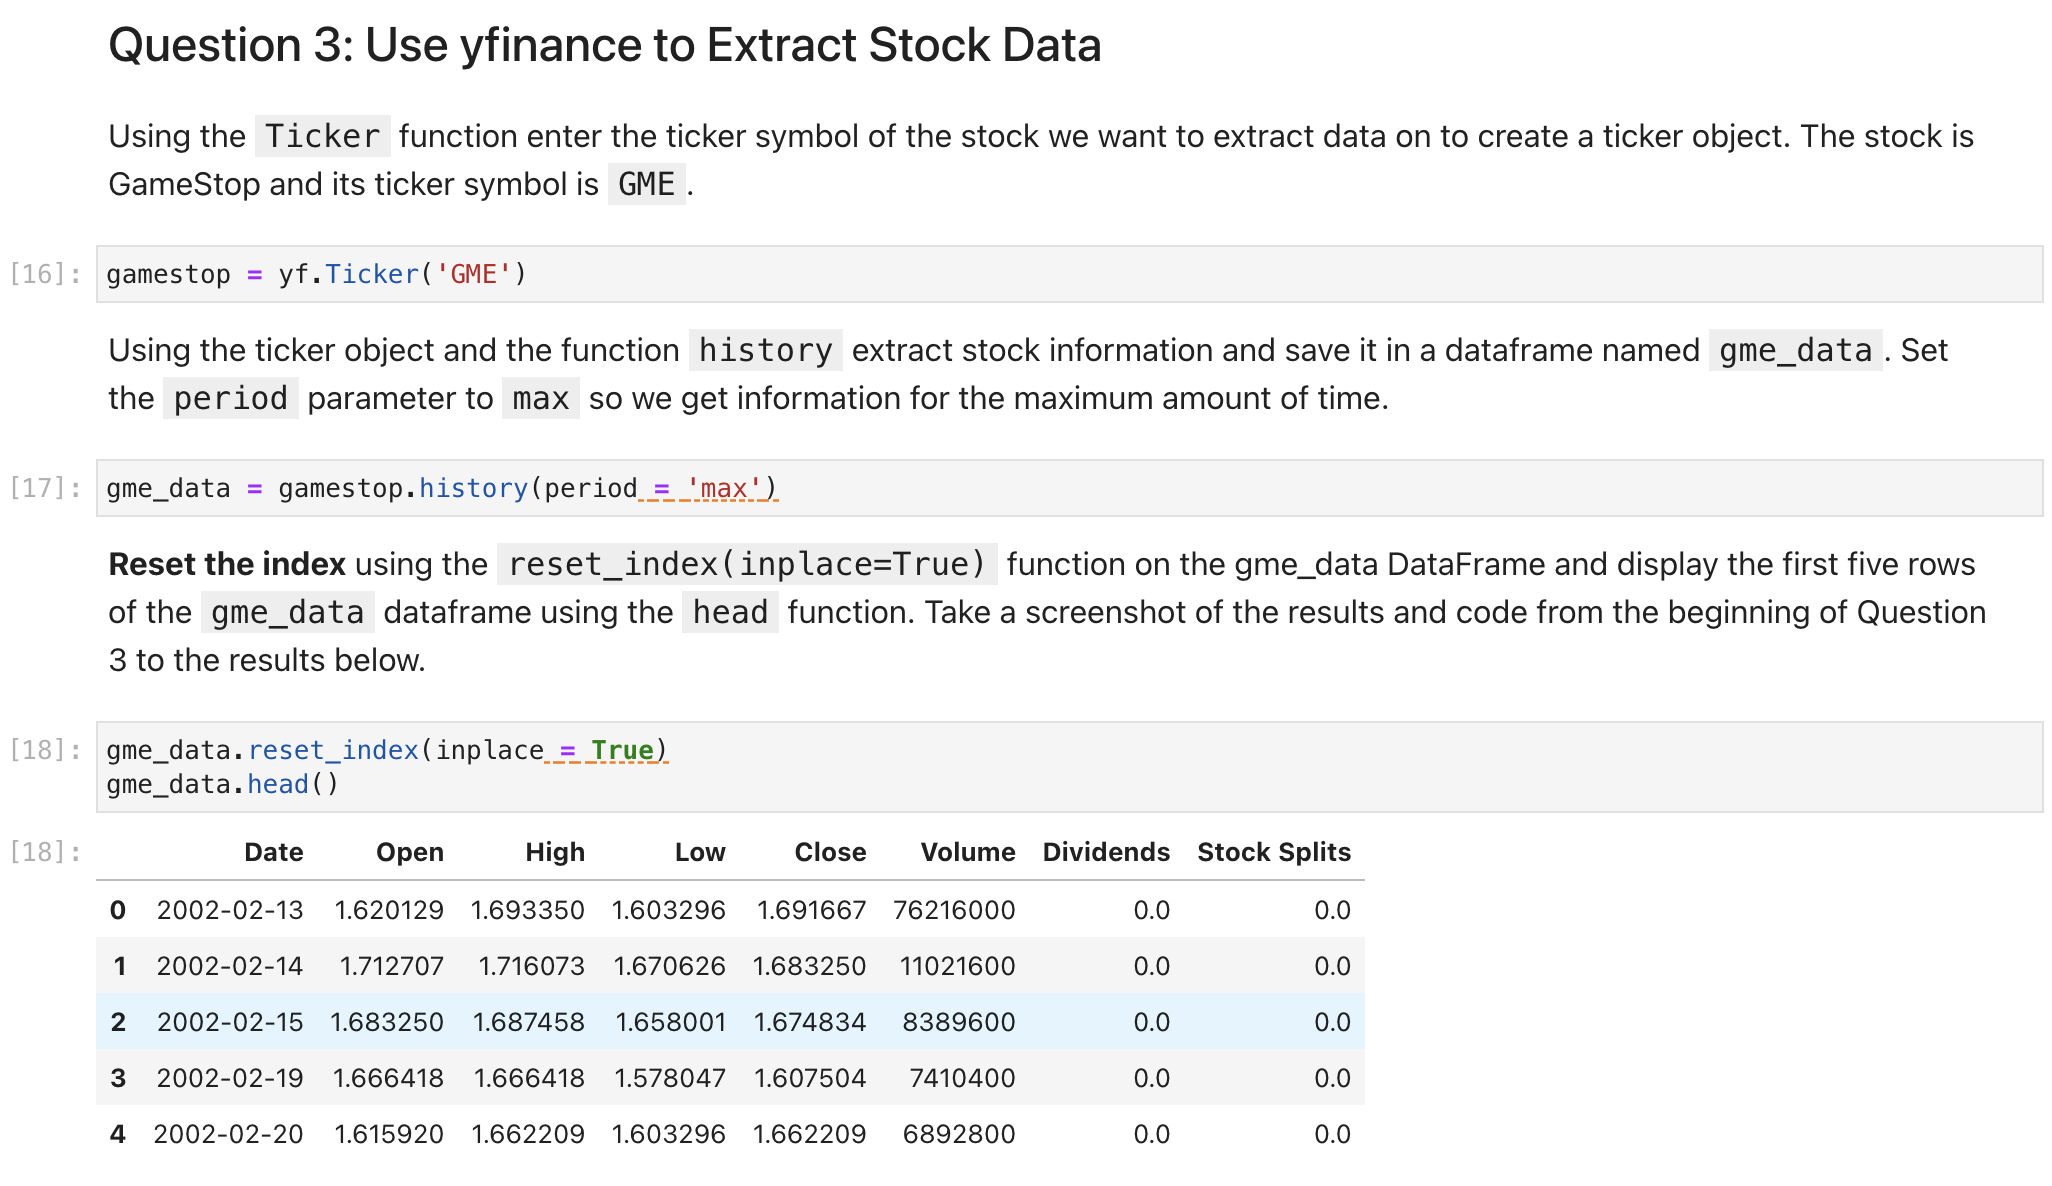 Question 3: Use yfinance to Extract Stock Data
Using the Ticker function enter the ticker symbol of the stock we want to extract data on to create a ticker object. The stock is
GameStop and its ticker symbol is GME .
[16]: gamestop = yf.Ticker('GME')
Using the ticker object and the function history extract stock information and save it in a dataframe named gme_data . Set
the period parameter to max so we get information for the maximum amount of time.
[17]: gme_data = gamestop.history(period = 'max')
Reset the index using the reset_index(inplace=True) function on the gme_data DataFrame and display the first five rows
of the gme_data dataframe using the head function. Take a screenshot of the results and code from the beginning of Question
3 to the results below.
[18]: gme_data.reset_index(inplace = True)
gme_data.head()
[18]: Date Open High Low Close Volume Dividends Stock Splits
0 2002-02-13 1.620129 1.693350 1.603296 1.691667 76216000 0.0 0.0
1 2002-02-14 1.712707 1.716073 1.670626 1.683250 11021600 0.0 0.0
2 2002-02-15 1.683250 1.687458 1.658001 1.674834 8389600 0.0 0.0
3 2002-02-19 1.666418 1.666418 1.578047 1.607504 7410400 0.0 0.0
4 2002-02-20 1.615920 1.662209 1.603296 1.662209 6892800 0.0 0.0